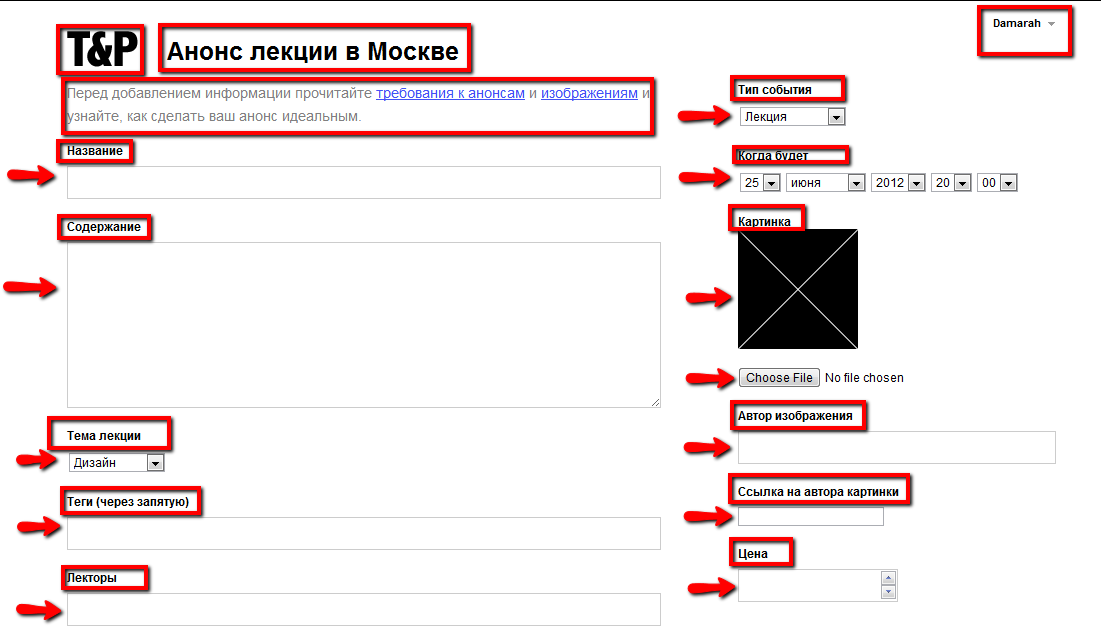 Damarah
T&P Анонс лекции в Москве
Перед добавлением информации прочитайте требования к анонсам и изображениям и
узнайте, как сделать ваш анонс идеальным.
Название
Содержание
Тема лекции
Дизайн
Теги (через запятую)
Лекторы
Тип события
Лекция
Когда будет
25 июня 2012 20 00
Картинка
Choose File No file chosen
Автор изображения
Ссылка на автора картинки
Цена